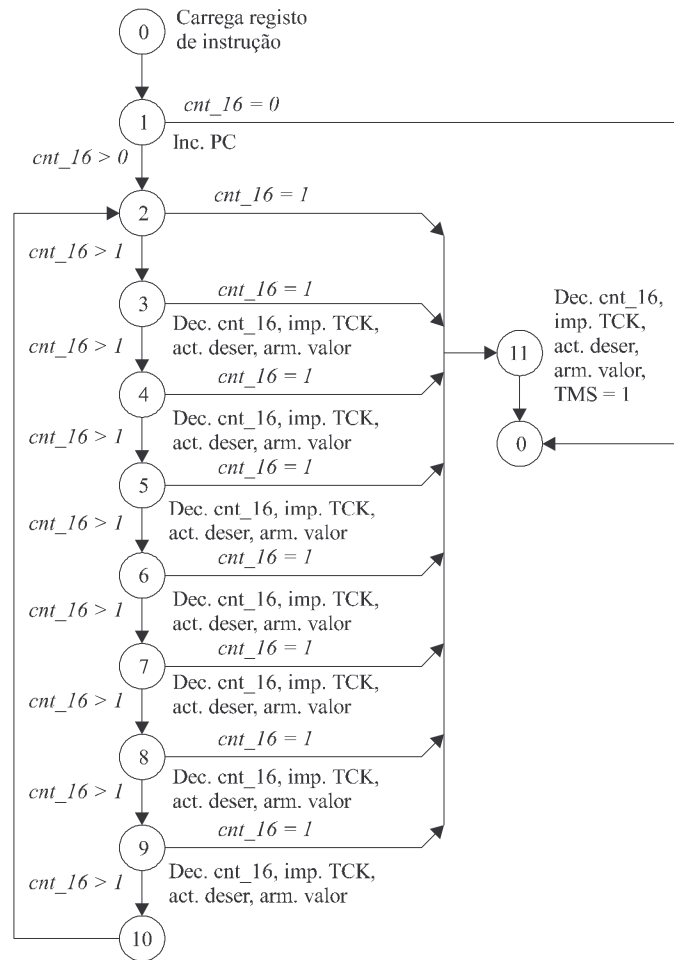 0
Carrega registo
de instrução
cnt_16 = 0
1
Inc. PC
cnt_16 > 0
cnt_16 = 1
2
cnt_16 > 1
cnt_16 = 1
3
Dec. cnt_16, imp. TCK,
act. deser, arm. valor
cnt_16 > 1
cnt_16 = 1
4
Dec. cnt_16, imp. TCK,
act. deser, arm. valor
cnt_16 > 1
cnt_16 = 1
5
Dec. cnt_16, imp. TCK,
act. deser, arm. valor
cnt_16 > 1
cnt_16 = 1
6
Dec. cnt_16, imp. TCK,
act. deser, arm. valor
cnt_16 > 1
cnt_16 = 1
7
Dec. cnt_16, imp. TCK,
act. deser, arm. valor
cnt_16 > 1
cnt_16 = 1
8
Dec. cnt_16, imp. TCK,
act. deser, arm. valor
cnt_16 > 1
cnt_16 = 1
9
Dec. cnt_16, imp. TCK,
act. deser, arm. valor
cnt_16 > 1
10
11
Dec. cnt_16,
imp. TCK,
act. deser,
arm. valor,
TMS = 1
0